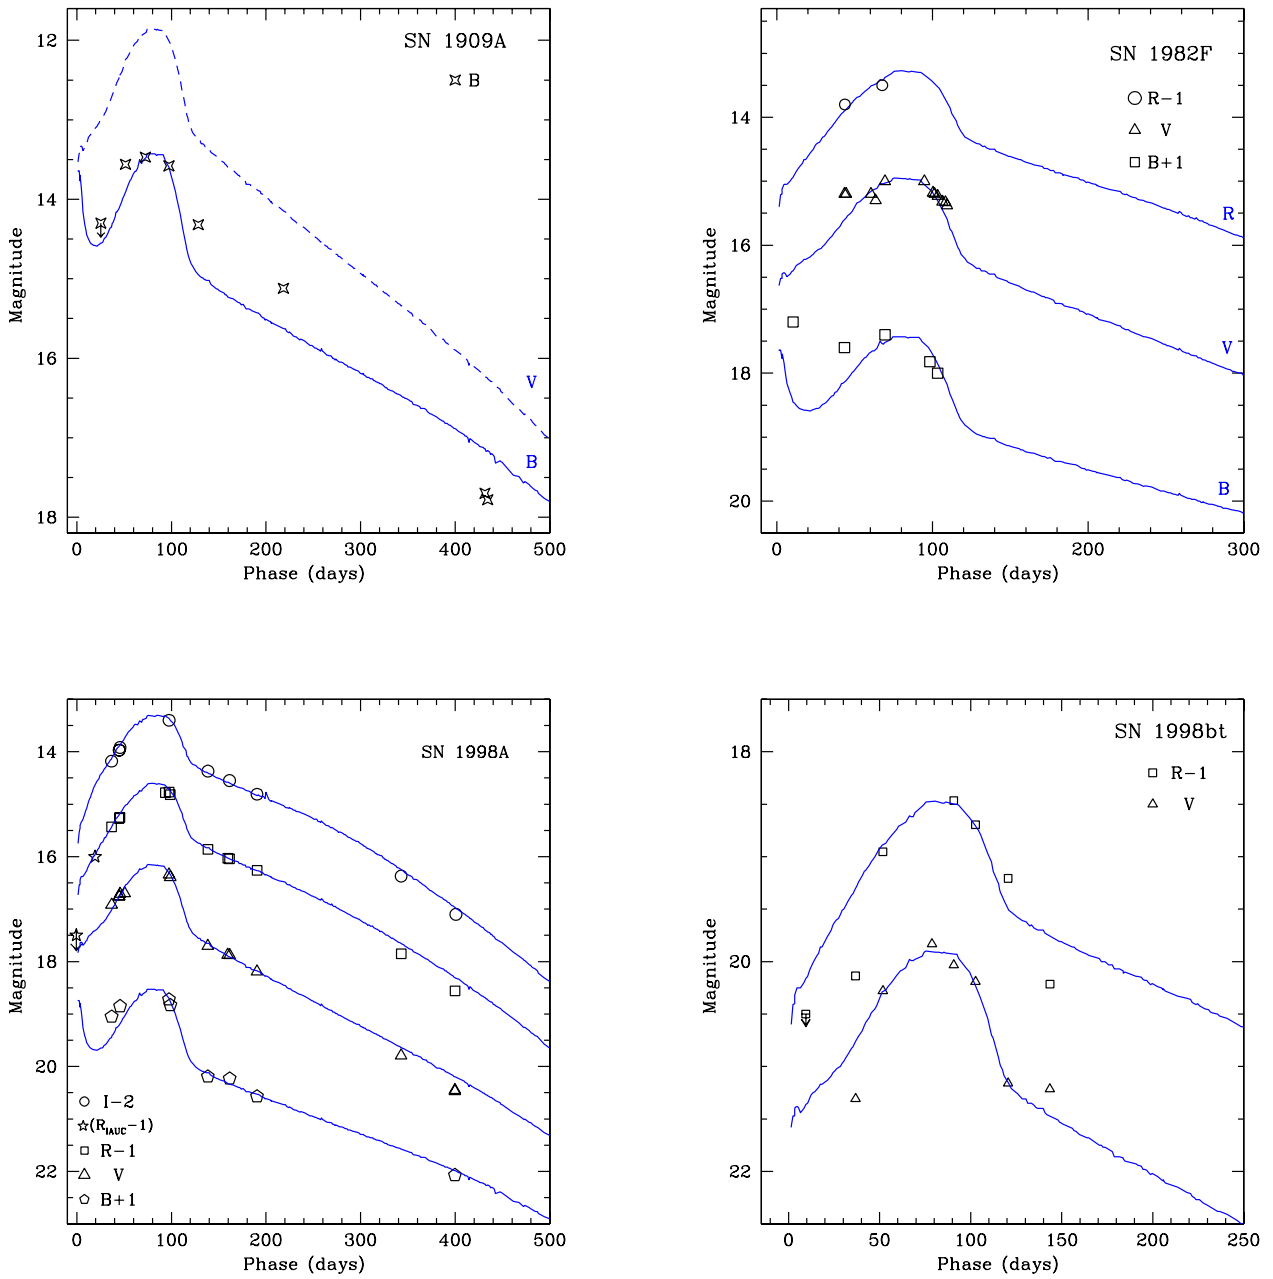 SN 1909A
B
V
B
12
14
16
18
0 100 200 300 400 500
Phase (days)
Magnitude
SN 1982F
R-1
V
B+1
R
V
B
14
16
18
20
0 100 200 300
Phase (days)
Magnitude
SN 1998A
I-2
(R_IAUC-1)
R-1
V
B+1
14
16
18
20
22
0 100 200 300 400 500
Phase (days)
Magnitude
SN 1998bt
R-1
V
18
20
22
0 50 100 150 200 250
Phase (days)
Magnitude